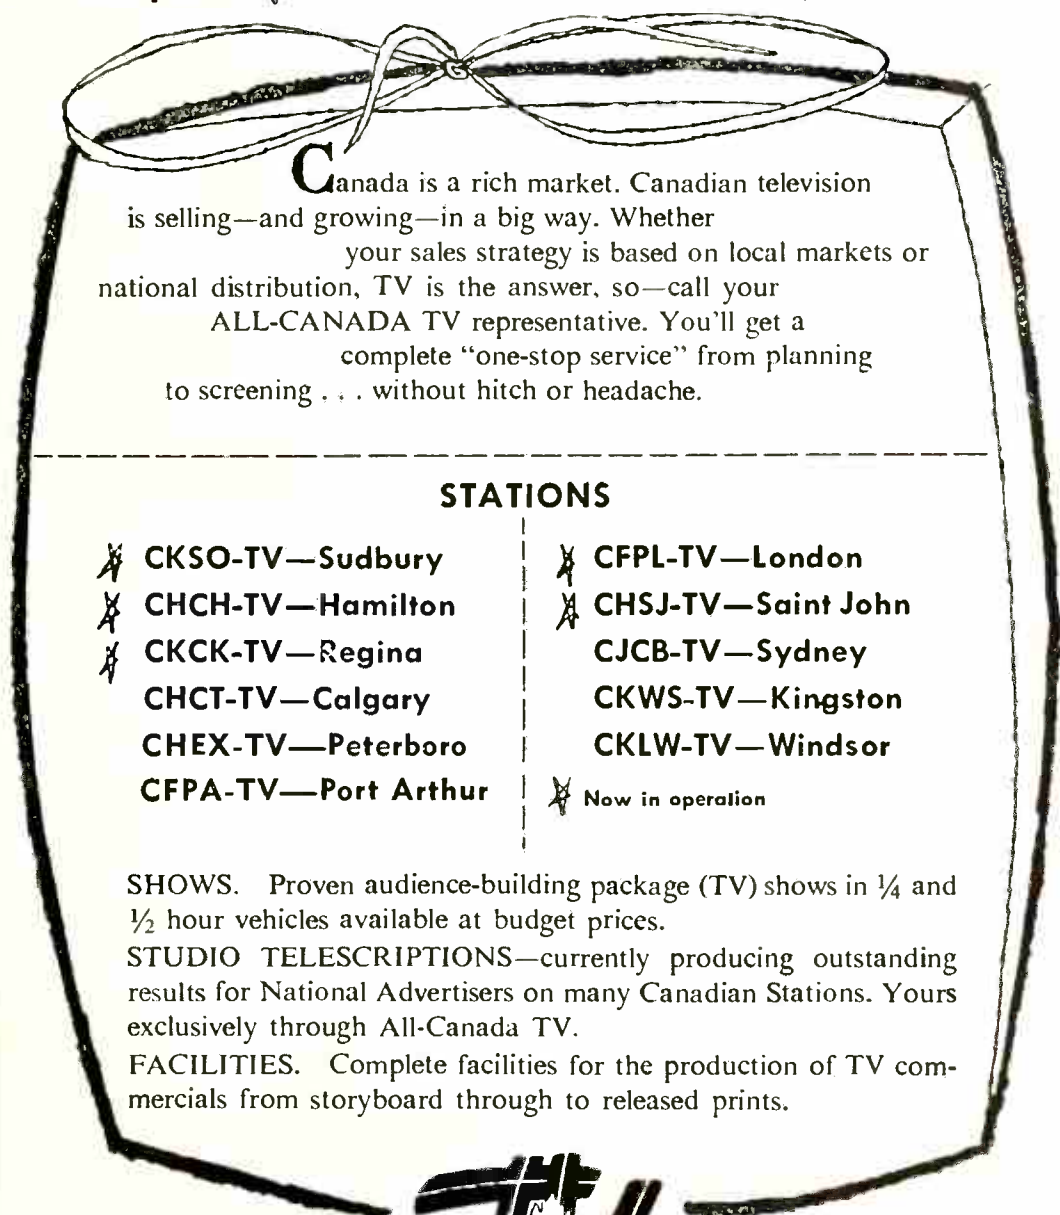 Canada is a rich market. Canadian television
is selling—and growing—in a big way. Whether
your sales strategy is based on local markets or
national distribution, TV is the answer, so—call your
ALL-CANADA TV representative. You'll get a
complete “one-stop service” from planning
to screening . . . without hitch or headache.
STATIONS
CKSO-TV—Sudbury
CHCH-TV—Hamilton
CKCK-TV—Regina
CHCT-TV—Calgary
CHEX-TV—Peterboro
CFPA-TV—Port Arthur
CFPL-TV—London
CHSJ-TV—Saint John
CJCB-TV—Sydney
CKWS-TV—Kingston
CKLW-TV—Windsor
Now in operation
SHOWS. Proven audience-building package (TV) shows in ¼ and
½ hour vehicles available at budget prices.
STUDIO TELESCRIPTIONS—currently producing outstanding
results for National Advertisers on many Canadian Stations. Yours
exclusively through All-Canada TV.
FACILITIES. Complete facilities for the production of TV com-
mercials from storyboard through to released prints.